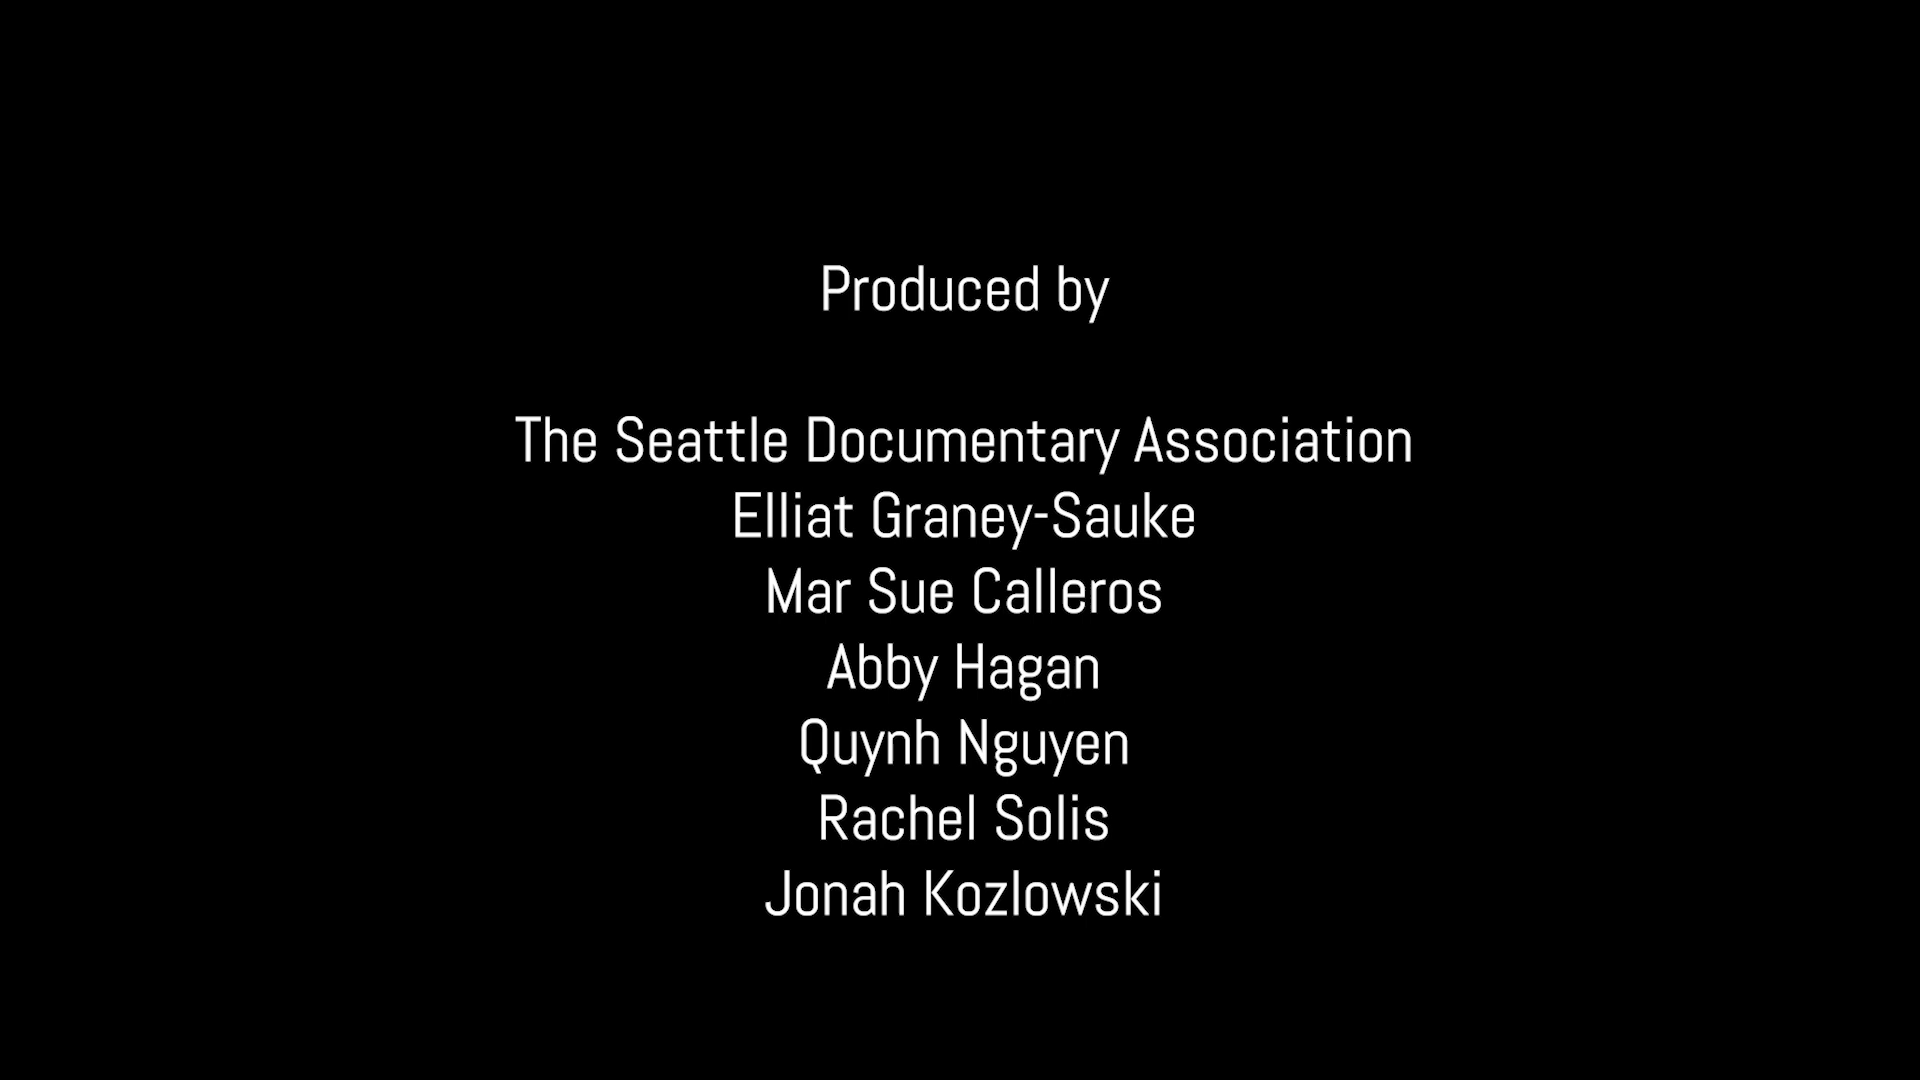 Produced by
The Seattle Documentary Association
Elliat Graney-Sauke
Mar Sue Calleros
Abby Hagan
Quynh Nguyen
Rachel Solis
Jonah Kozlowski